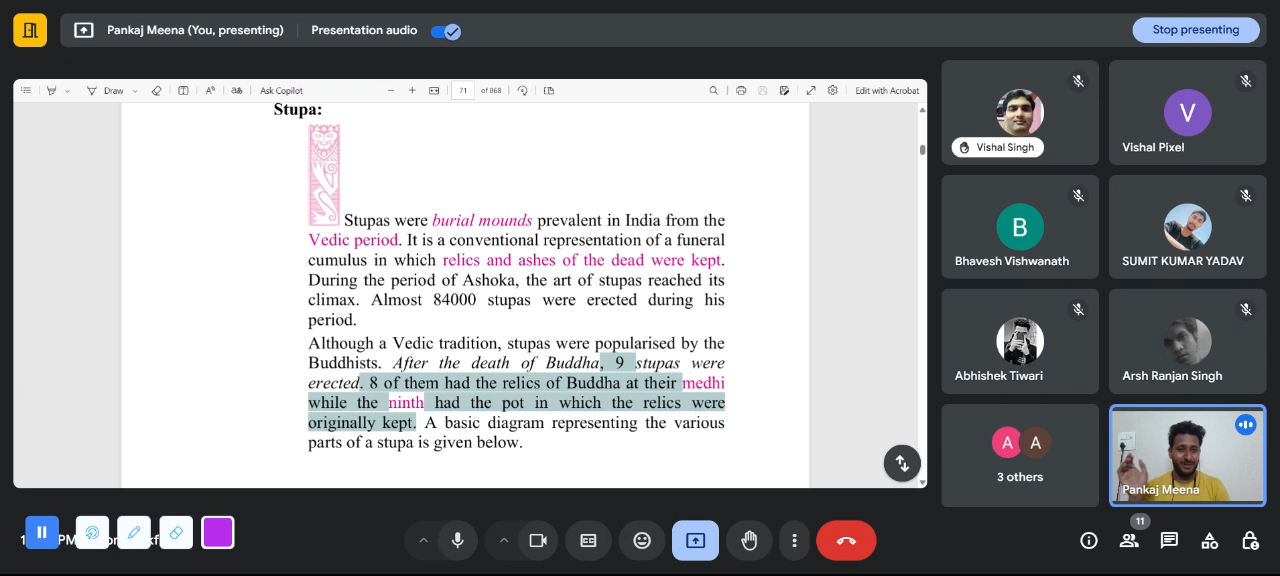 Pankaj Meena (You, presenting)
Presentation audio
Stop presenting
Draw
Ask Copilot
71
of 868
Edit with Acrobat
Stupa:
Stupas were burial mounds prevalent in India from the
Vedic period. It is a conventional representation of a funeral
cumulus in which relics and ashes of the dead were kept.
During the period of Ashoka, the art of stupas reached its
climax. Almost 84000 stupas were erected during his
period.
Although a Vedic tradition, stupas were popularised by the
Buddhists. After the death of Buddha, 9 stupas were
erected. 8 of them had the relics of Buddha at their medhi
while the ninth had the pot in which the relics were
originally kept. A basic diagram representing the various
parts of a stupa is given below.
Vishal Singh
V
Vishal Pixel
B
Bhavesh Vishwanath
SUMIT KUMAR YADAV
Abhishek Tiwari
Arsh Ranjan Singh
A
A
3 others
Pankaj Meena
11